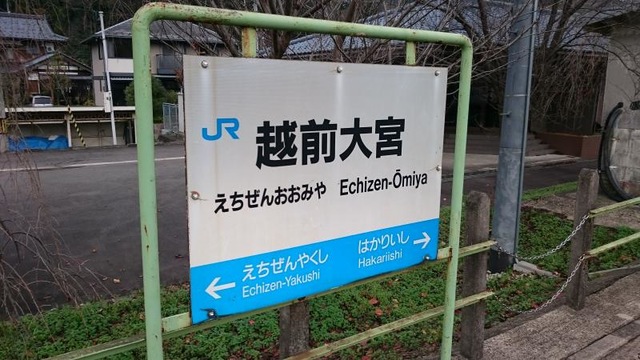 JR 越前大宮
えちぜんおおみや Echizen-Ōmiya
えちぜんやくし はかりいし
← Echizen-Yakushi Hakariishi →